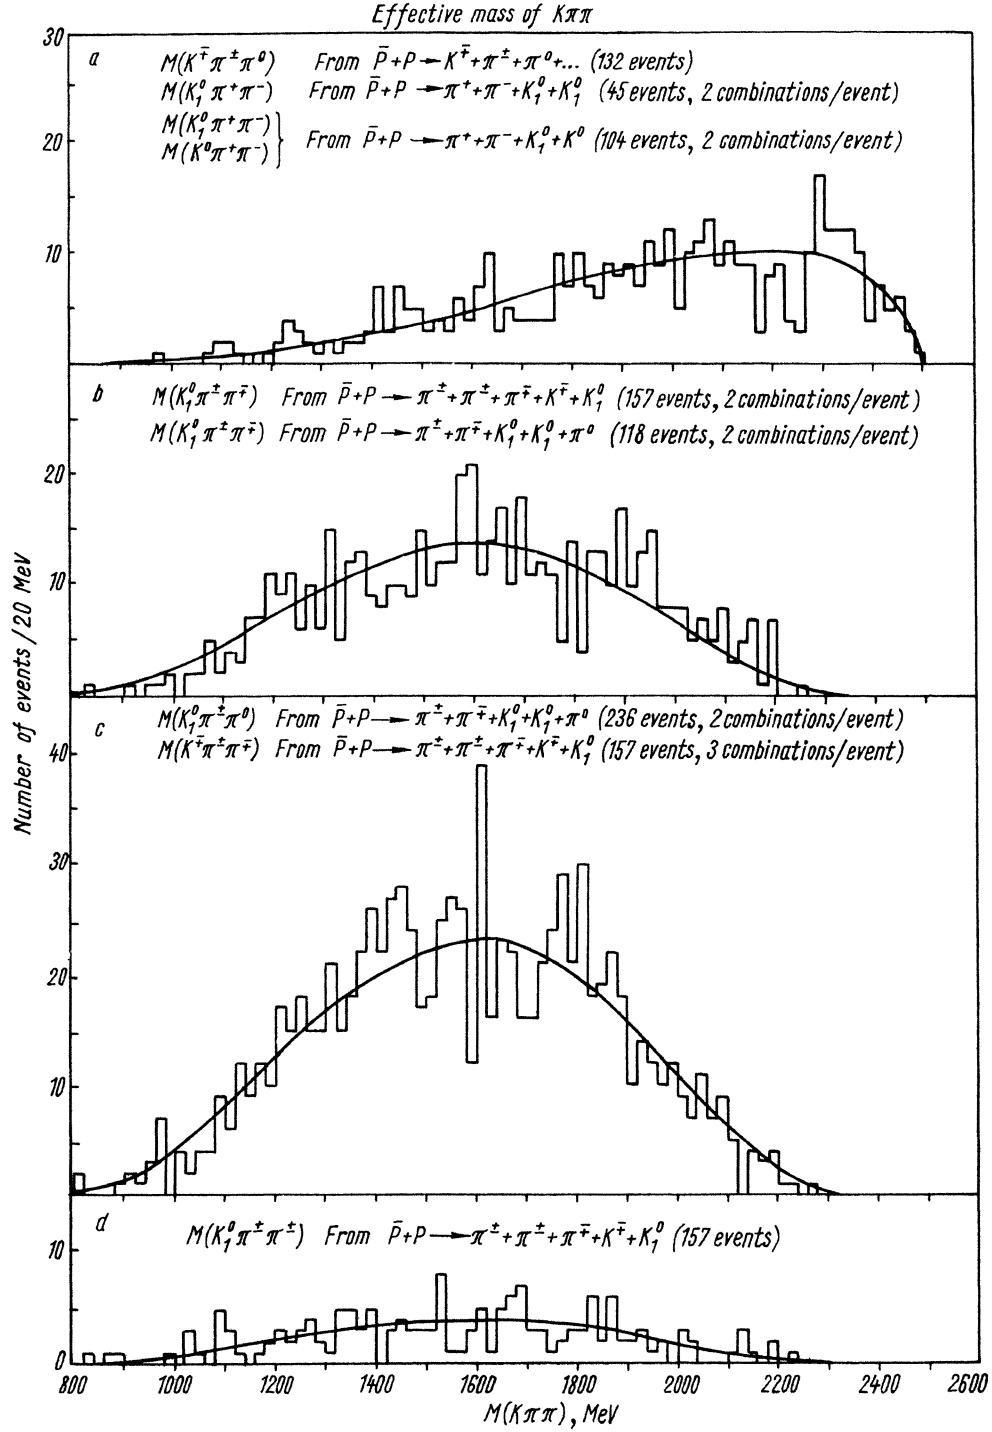 Effective mass of Kππ
30
a
M(K∓π±π⁰) From P̄+P→K∓+π±+π⁰+... (132 events)
M(K₁⁰π⁺π⁻) From P̄+P→π⁺+π⁻+K₁⁰+K₁⁰ (45 events, 2 combinations/event)
M(K₁⁰π⁺π⁻)
M(K⁰π⁺π⁻) } From P̄+P→π⁺+π⁻+K₁⁰+K⁰ (104 events, 2 combinations/event)
20
10
b
M(K₁⁰π±π∓) From P̄+P→π±+π±+π∓+K∓+K₁⁰ (157 events, 2 combinations/event)
M(K₁⁰π±π∓) From P̄+P→π±+π∓+K₁⁰+K₁⁰+π⁰ (118 events, 2 combinations/event)
20
10
Number of events/20 MeV
c
M(K₁⁰π±π⁰) From P̄+P→π±+π∓+K₁⁰+K₁⁰+π⁰ (236 events, 2 combinations/event)
M(K∓π±π∓) From P̄+P→π±+π±+π∓+K∓+K₁⁰ (157 events, 3 combinations/event)
40
30
20
10
d
M(K₁⁰π±π±) From P̄+P→π±+π±+π∓+K∓+K₁⁰ (157 events)
10
0
800 1000 1200 1400 1600 1800 2000 2200 2400 2600
M(Kππ), MeV